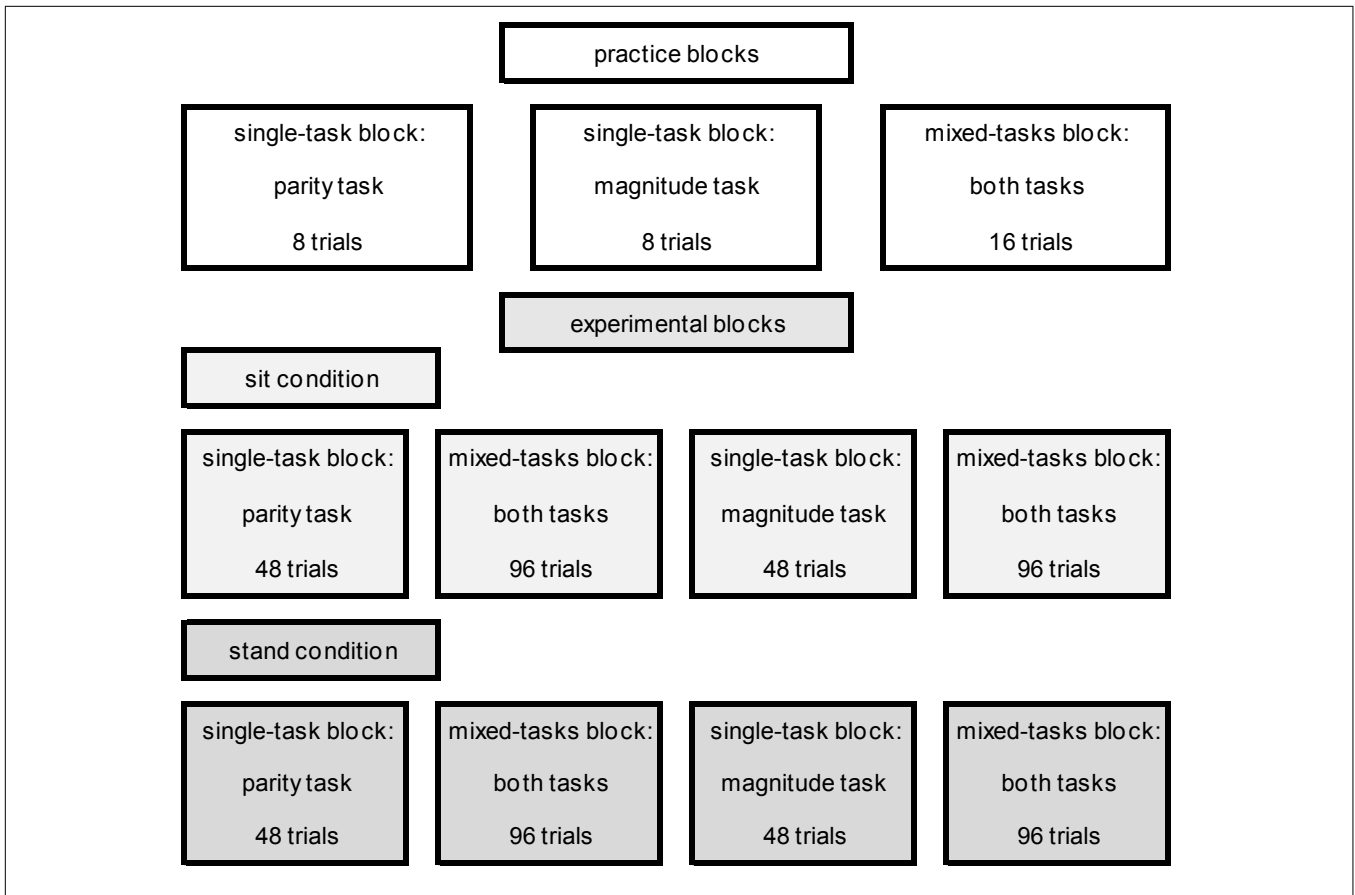 practice blocks
single-task block:
parity task
8 trials
single-task block:
magnitude task
8 trials
mixed-tasks block:
both tasks
16 trials
experimental blocks
sit condition
single-task block:
parity task
48 trials
mixed-tasks block:
both tasks
96 trials
single-task block:
magnitude task
48 trials
mixed-tasks block:
both tasks
96 trials
stand condition
single-task block:
parity task
48 trials
mixed-tasks block:
both tasks
96 trials
single-task block:
magnitude task
48 trials
mixed-tasks block:
both tasks
96 trials